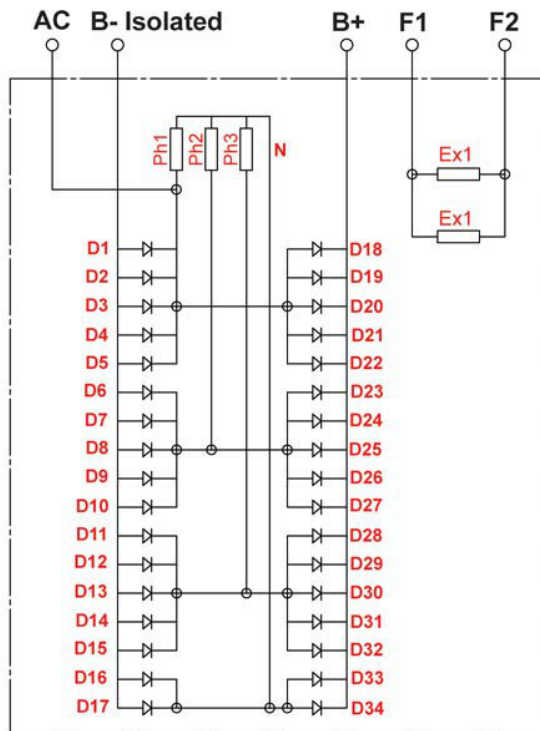 AC B- Isolated B+ F1 F2
Ph1 Ph2 Ph3 N
Ex1
Ex1
D1 D18
D2 D19
D3 D20
D4 D21
D5 D22
D6 D23
D7 D24
D8 D25
D9 D26
D10 D27
D11 D28
D12 D29
D13 D30
D14 D31
D15 D32
D16 D33
D17 D34